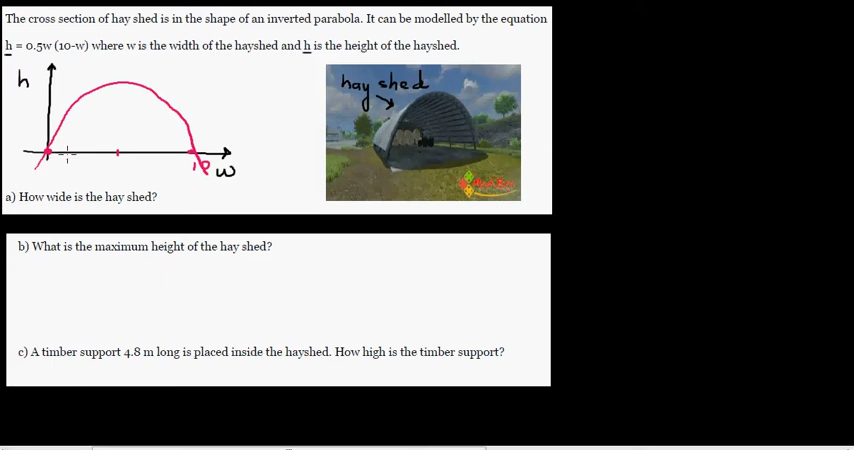 The cross section of hay shed is in the shape of an inverted parabola. It can be modelled by the equation
h = 0.5w (10-w) where w is the width of the hayshed and h is the height of the hayshed.
h
hay shed
10
w
a) How wide is the hay shed?
b) What is the maximum height of the hay shed?
c) A timber support 4.8 m long is placed inside the hayshed. How high is the timber support?